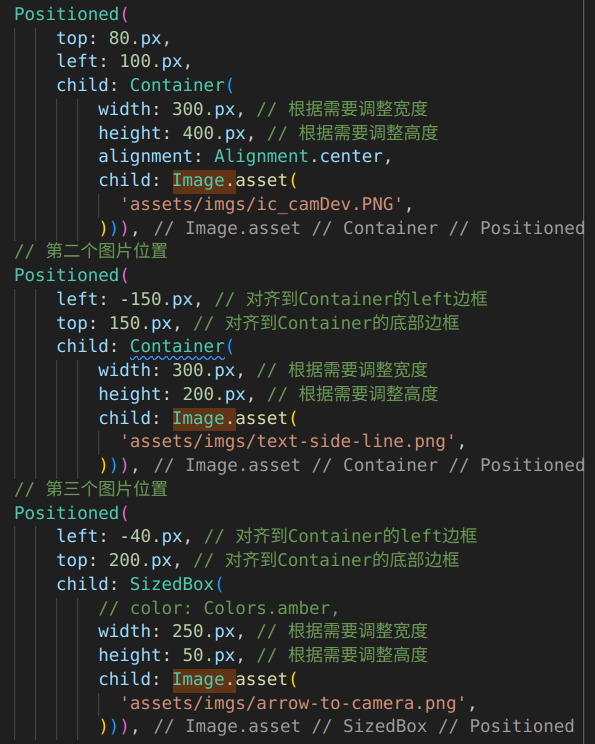 Positioned(
top: 80.px,
left: 100.px,
child: Container(
width: 300.px, // 根据需要调整宽度
height: 400.px, // 根据需要调整高度
alignment: Alignment.center,
child: Image.asset(
'assets/imgs/ic_camDev.PNG',
))), // Image.asset // Container // Positioned
// 第二个图片位置
Positioned(
left: -150.px, // 对齐到Container的left边框
top: 150.px, // 对齐到Container的底部边框
child: Container(
width: 300.px, // 根据需要调整宽度
height: 200.px, // 根据需要调整高度
child: Image.asset(
'assets/imgs/text-side-line.png',
))), // Image.asset // Container // Positioned
// 第三个图片位置
Positioned(
left: -40.px, // 对齐到Container的left边框
top: 200.px, // 对齐到Container的底部边框
child: SizedBox(
// color: Colors.amber,
width: 250.px, // 根据需要调整宽度
height: 50.px, // 根据需要调整高度
child: Image.asset(
'assets/imgs/arrow-to-camera.png',
))), // Image.asset // SizedBox // Positioned